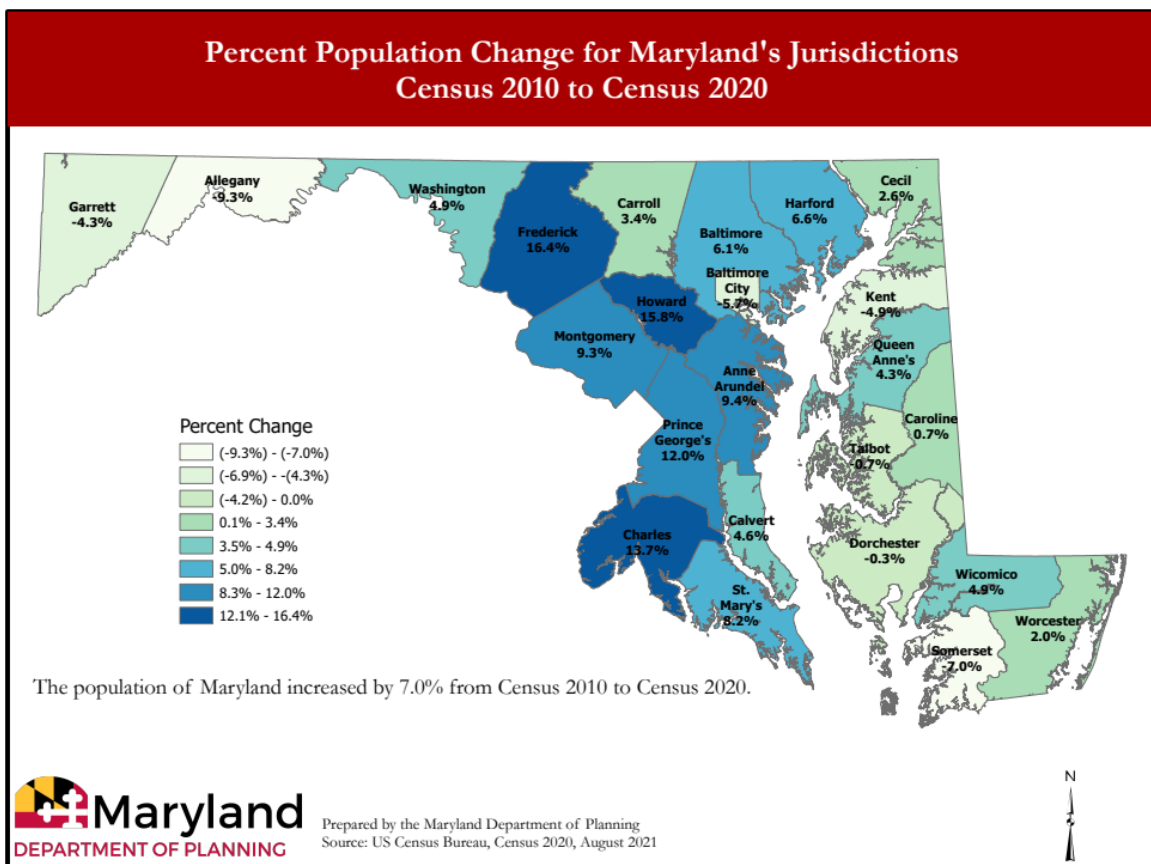 Percent Population Change for Maryland's Jurisdictions
Census 2010 to Census 2020
Garrett
-4.3%
Allegany
-9.3%
Washington
4.9%
Frederick
16.4%
Carroll
3.4%
Baltimore
6.1%
Harford
6.6%
Cecil
2.6%
Baltimore
City
-5.7%
Howard
15.8%
Montgomery
9.3%
Kent
-4.9%
Queen
Anne's
4.3%
Anne
Arundel
9.4%
Caroline
0.7%
Talbot
-0.7%
Prince
George's
12.0%
Charles
13.7%
Calvert
4.6%
Dorchester
-0.3%
St.
Mary's
8.2%
Wicomico
4.9%
Worcester
2.0%
Somerset
-7.0%
Percent Change
(-9.3%) - (-7.0%)
(-6.9%) - -(4.3%)
(-4.2%) - 0.0%
0.1% - 3.4%
3.5% - 4.9%
5.0% - 8.2%
8.3% - 12.0%
12.1% - 16.4%
The population of Maryland increased by 7.0% from Census 2010 to Census 2020.
Maryland
DEPARTMENT OF PLANNING
Prepared by the Maryland Department of Planning
Source: US Census Bureau, Census 2020, August 2021
N